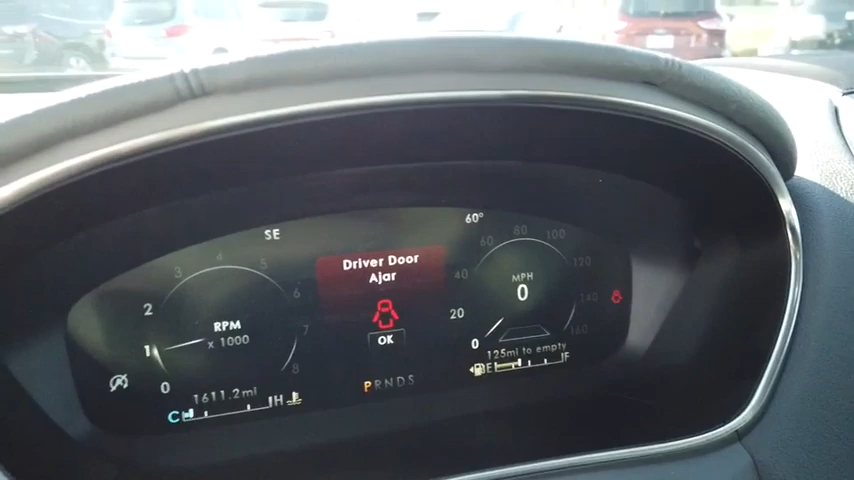 SE
60°
Driver Door
Ajar
OK
RPM
x 1000
0
1
2
3
4
5
6
7
8
MPH
0
0
20
40
60
80
100
120
140
160
1611.2mi
125mi to empty
C
H
E
F
PRNDS